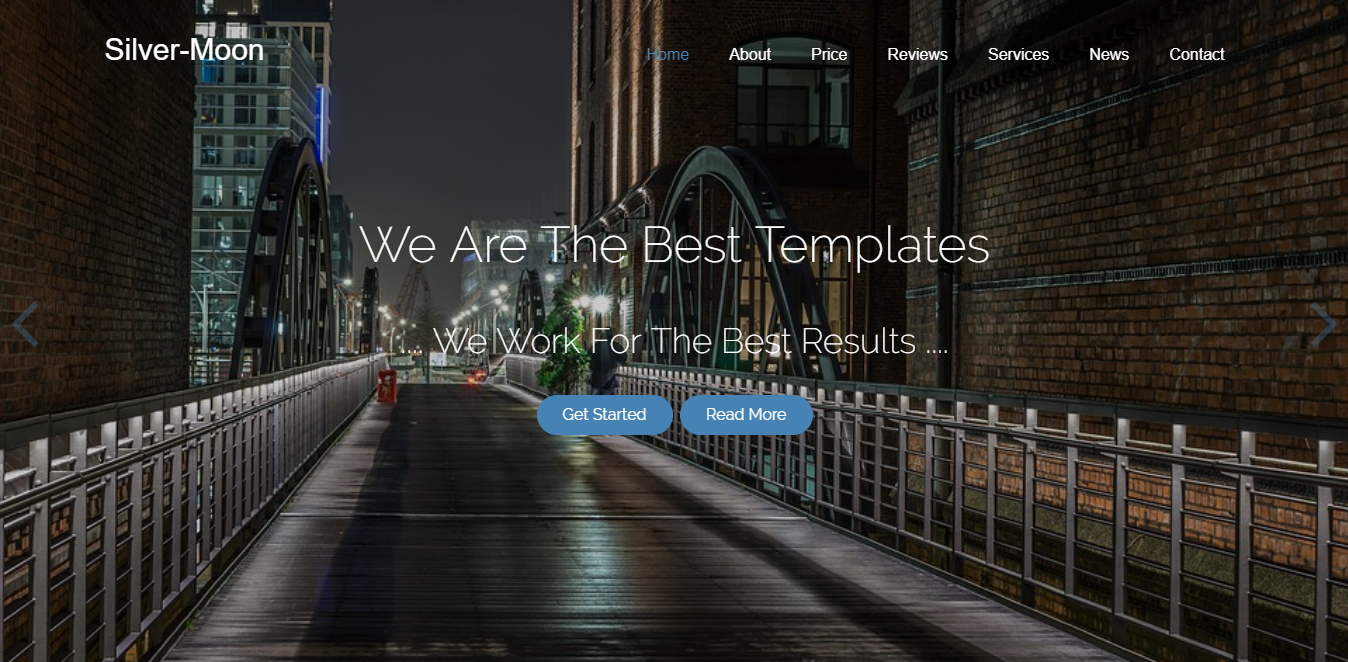 Silver-Moon
Home About Price Reviews Services News Contact
We Are The Best Templates
.... We Work For The Best Results ....
Get Started Read More